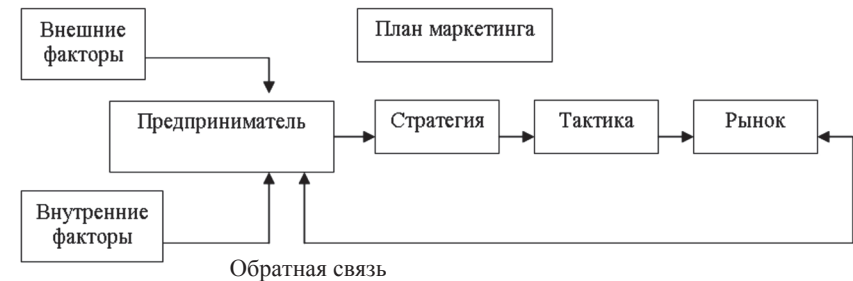 Внешние
факторы
План маркетинга
Предприниматель
Стратегия
Тактика
Рынок
Внутренние
факторы
Обратная связь